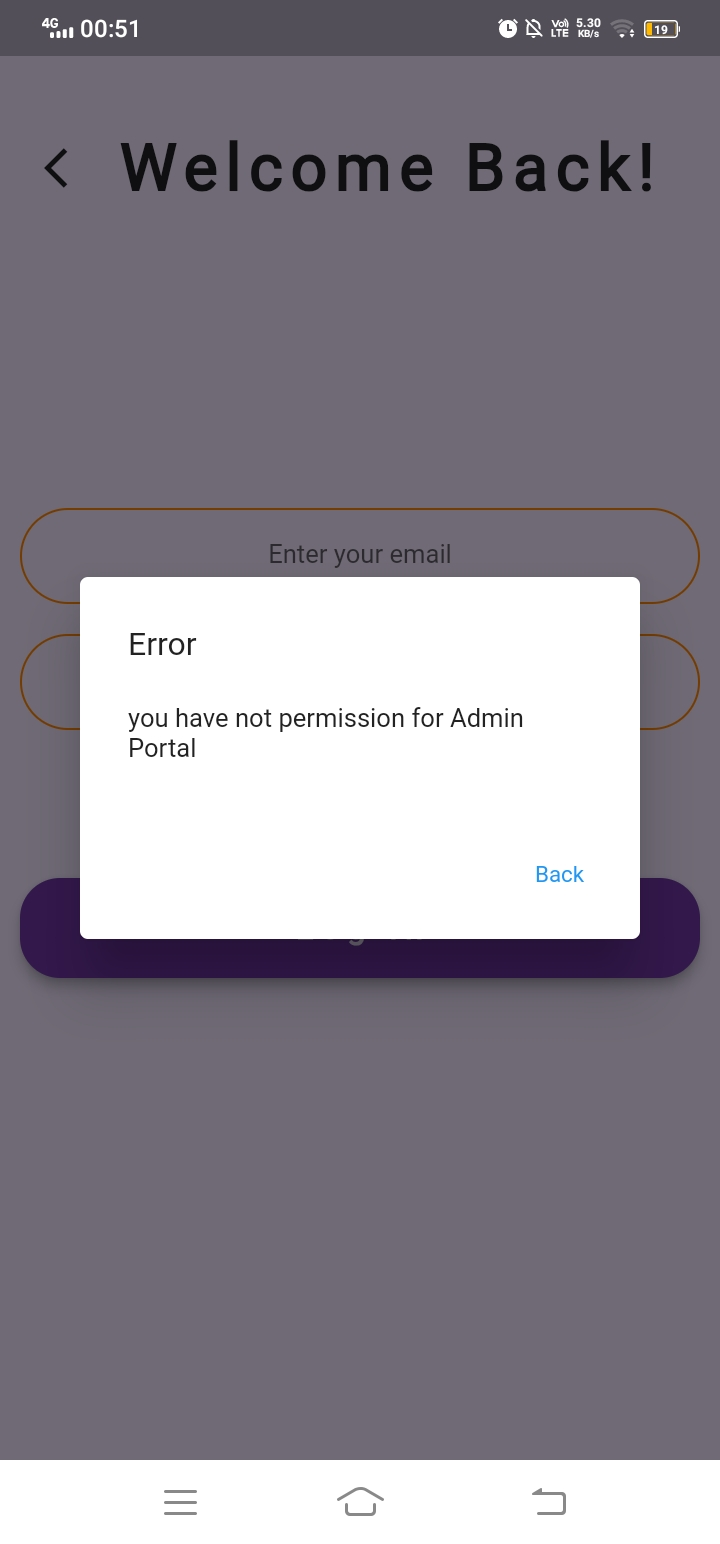 4G 00:51 Vo) LTE 5.30 KB/s 19
Welcome Back!
Enter your email
Error
you have not permission for Admin
Portal
Back